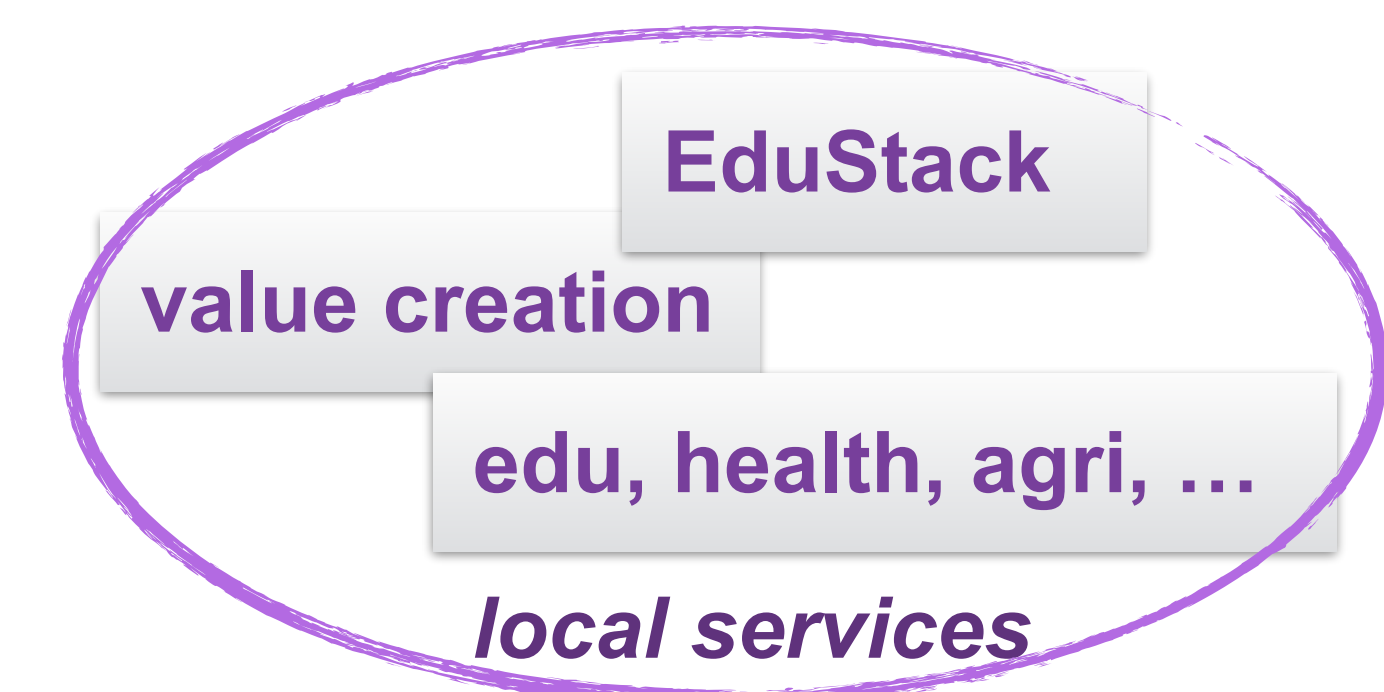 EduStack
value creation
edu, health, agri, …
local services